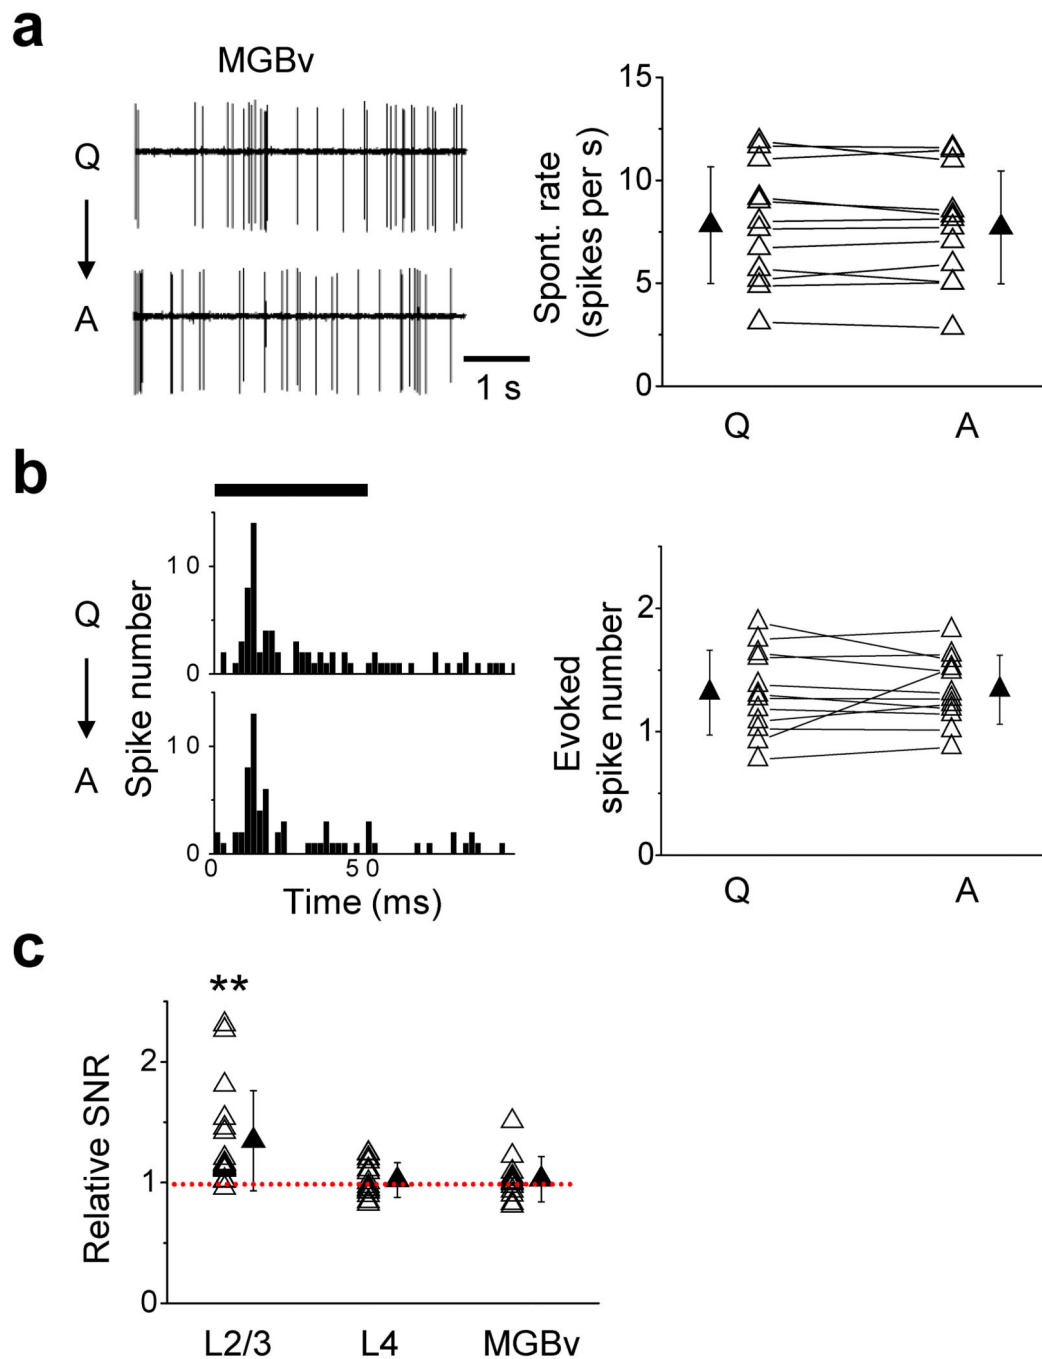 a
MGBv
Q
A
1 s
Spont. rate
(spikes per s)
15
10
5
0
Q
A
b
Q
A
Spike number
10
0
10
0
0
50
Time (ms)
Evoked
spike number
2
1
0
Q
A
c
**
Relative SNR
2
1
0
L2/3
L4
MGBv